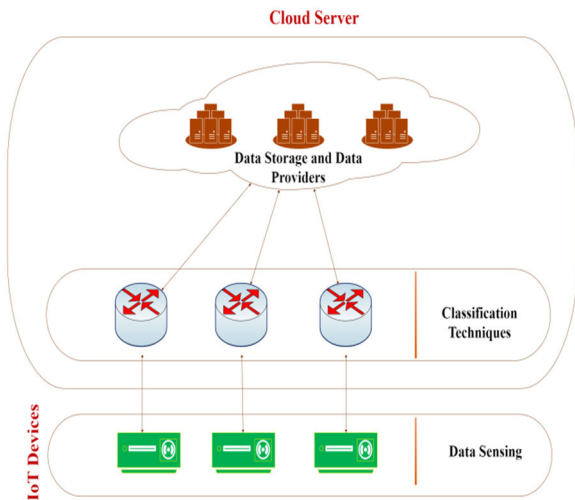 Cloud Server
Data Storage and Data
Providers
Classification
Techniques
IoT Devices
Data Sensing